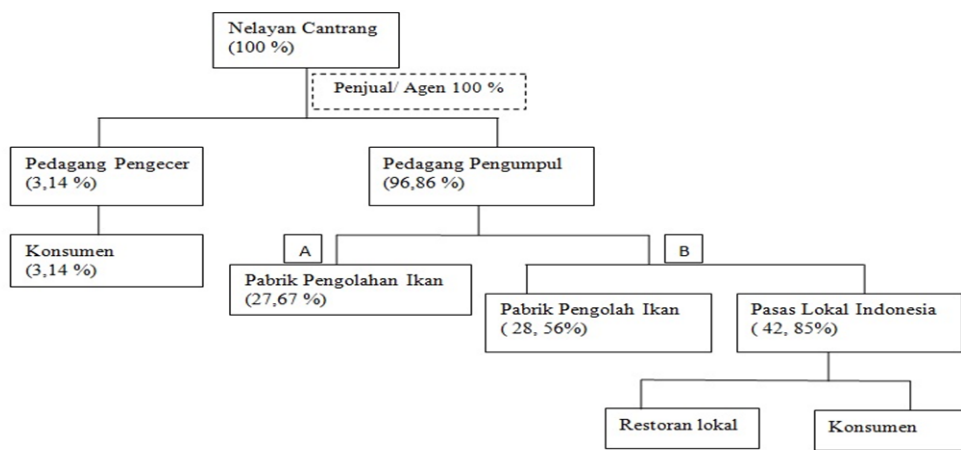 Nelayan Cantrang
(100 %)
Penjual/ Agen 100 %
Pedagang Pengecer
(3,14 %)
Pedagang Pengumpul
(96,86 %)
Konsumen
(3,14 %)
A
B
Pabrik Pengolahan Ikan
(27,67 %)
Pabrik Pengolah Ikan
( 28, 56%)
Pasas Lokal Indonesia
( 42, 85%)
Restoran lokal
Konsumen